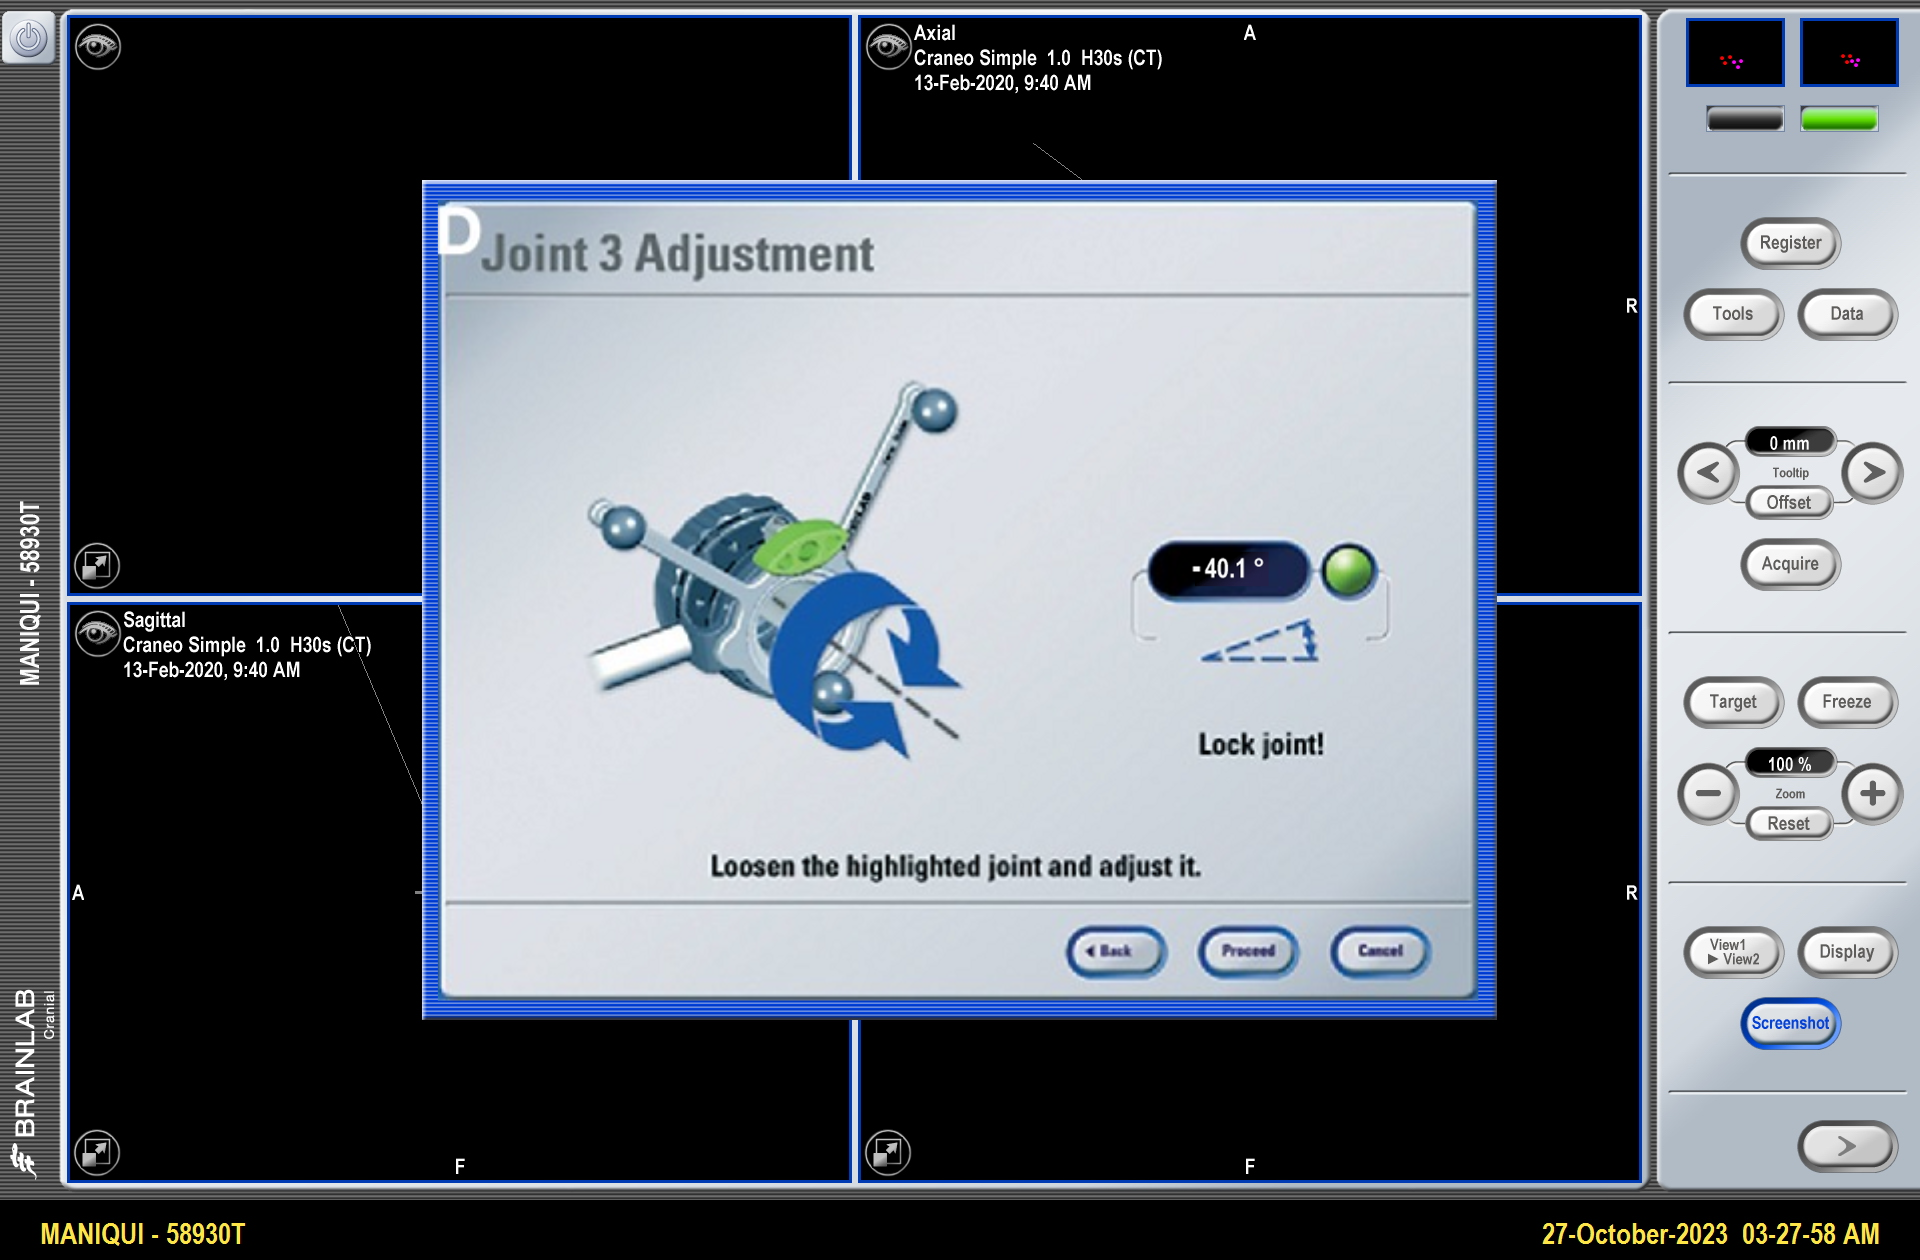 Axial
Craneo Simple 1.0 H30s (CT)
13-Feb-2020, 9:40 AM
A
R
D
Joint 3 Adjustment
-40.1 °
Lock joint!
Loosen the highlighted joint and adjust it.
Back
Proceed
Cancel
Sagittal
Craneo Simple 1.0 H30s (CT)
13-Feb-2020, 9:40 AM
A
R
F
F
Register
Tools
Data
0 mm
Tooltip
Offset
Acquire
Target
Freeze
100 %
Zoom
Reset
View1
View2
Display
Screenshot
MANIQUI - 58930T
BRAINLAB
Cranial
MANIQUI - 58930T
27-October-2023 03-27-58 AM